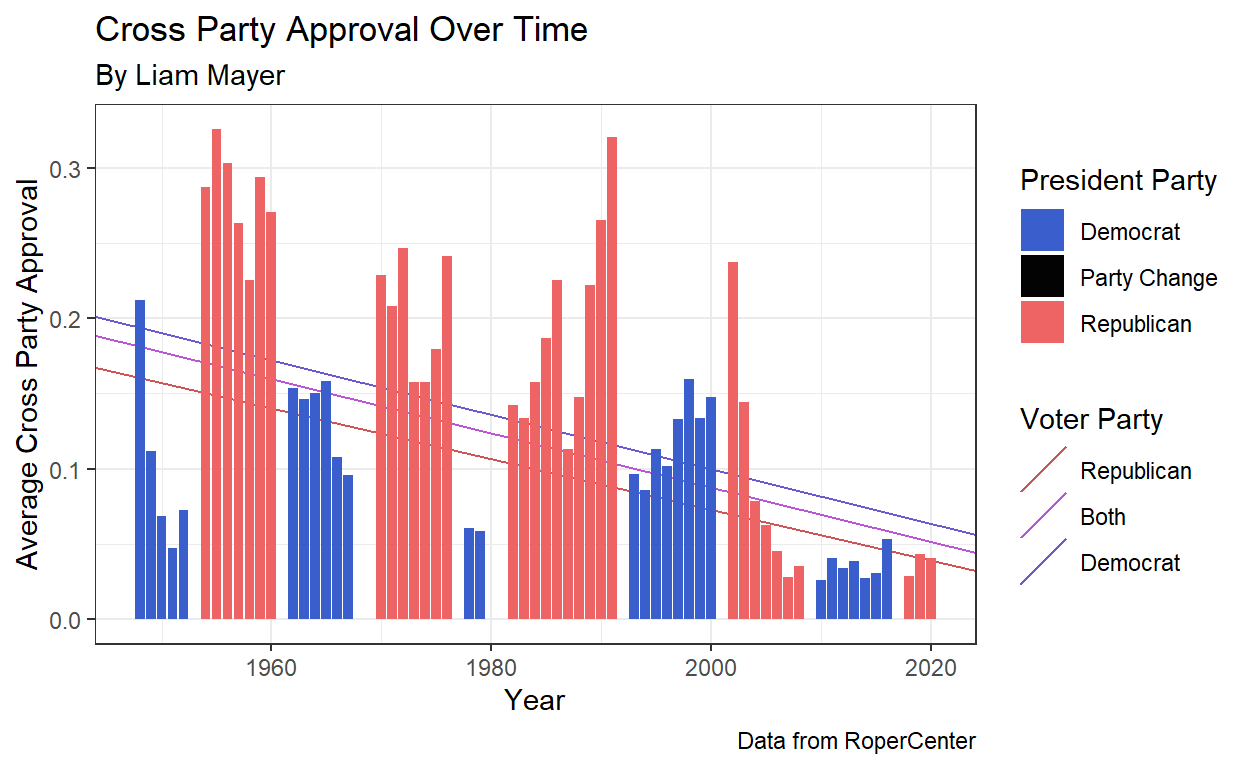 Cross Party Approval Over Time
By Liam Mayer
Average Cross Party Approval
0.3
0.2
0.1
0.0
1960 1980 2000 2020
Year
Data from RoperCenter
President Party
Democrat
Party Change
Republican
Voter Party
Republican
Both
Democrat